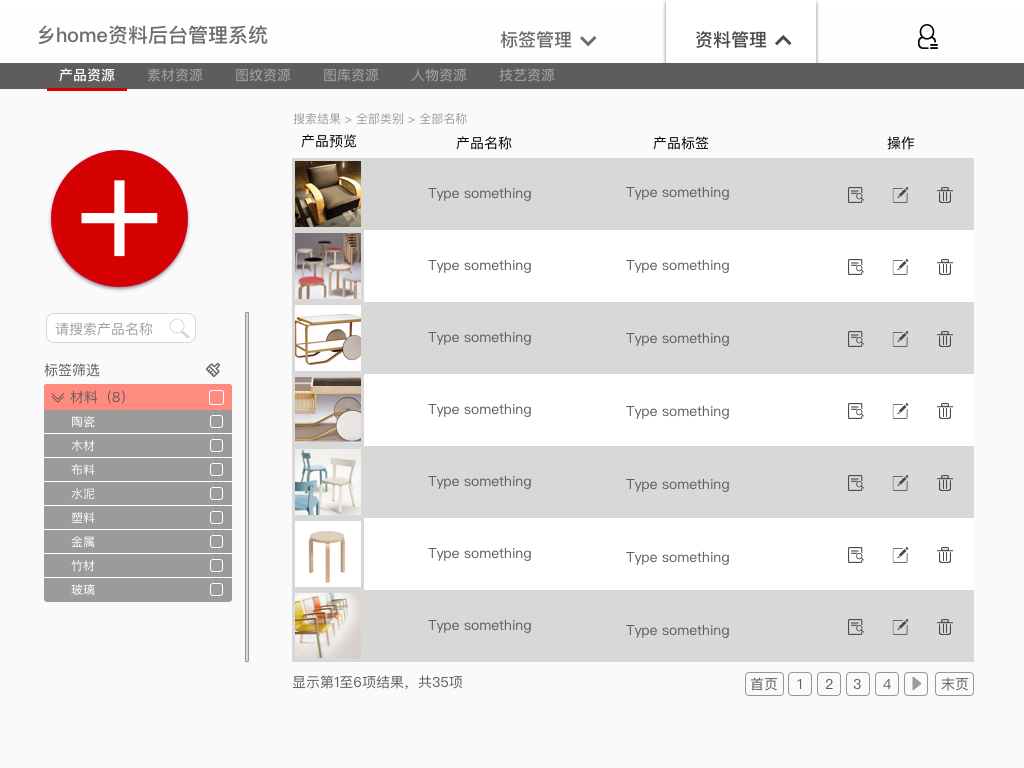 乡home资料后台管理系统
标签管理
资料管理
产品资源 素材资源 图纹资源 图库资源 人物资源 技艺资源
搜索结果 > 全部类别 > 全部名称
产品预览 产品名称 产品标签 操作
Type something Type something
Type something Type something
Type something Type something
Type something Type something
Type something Type something
Type something Type something
Type something Type something
请搜索产品名称
标签筛选
材料（8）
陶瓷
木材
布料
水泥
塑料
金属
竹材
玻璃
显示第1至6项结果，共35项
首页 1 2 3 4 末页